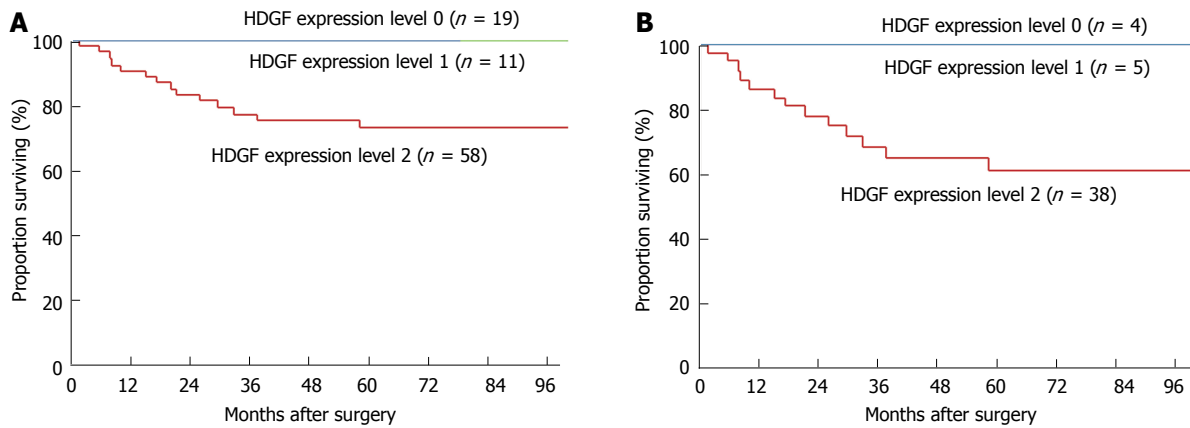 A
HDGF expression level 0 (n = 19)
HDGF expression level 1 (n = 11)
HDGF expression level 2 (n = 58)
Proportion surviving (%)
100
80
60
40
20
0
0 12 24 36 48 60 72 84 96
Months after surgery
B
HDGF expression level 0 (n = 4)
HDGF expression level 1 (n = 5)
HDGF expression level 2 (n = 38)
Proportion surviving (%)
100
80
60
40
20
0
0 12 24 36 48 60 72 84 96
Months after surgery